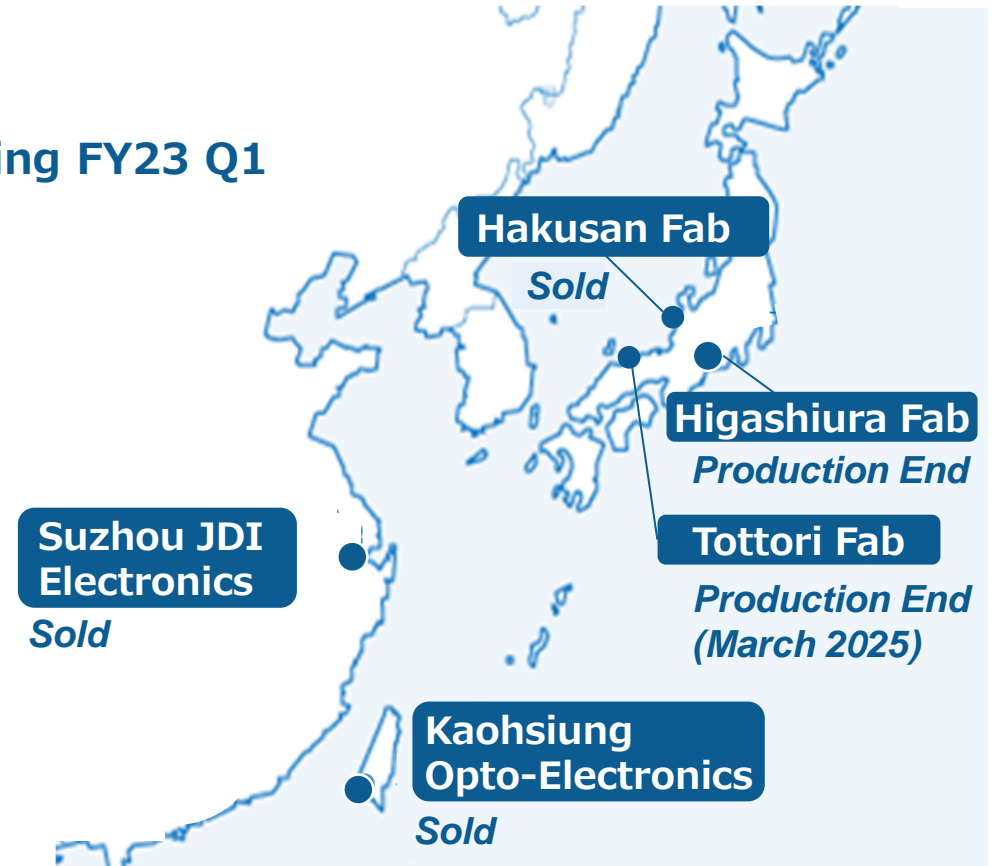 ing FY23 Q1
Hakusan Fab
Sold
Higashiura Fab
Production End
Tottori Fab
Production End
(March 2025)
Suzhou JDI
Electronics
Sold
Kaohsiung
Opto-Electronics
Sold